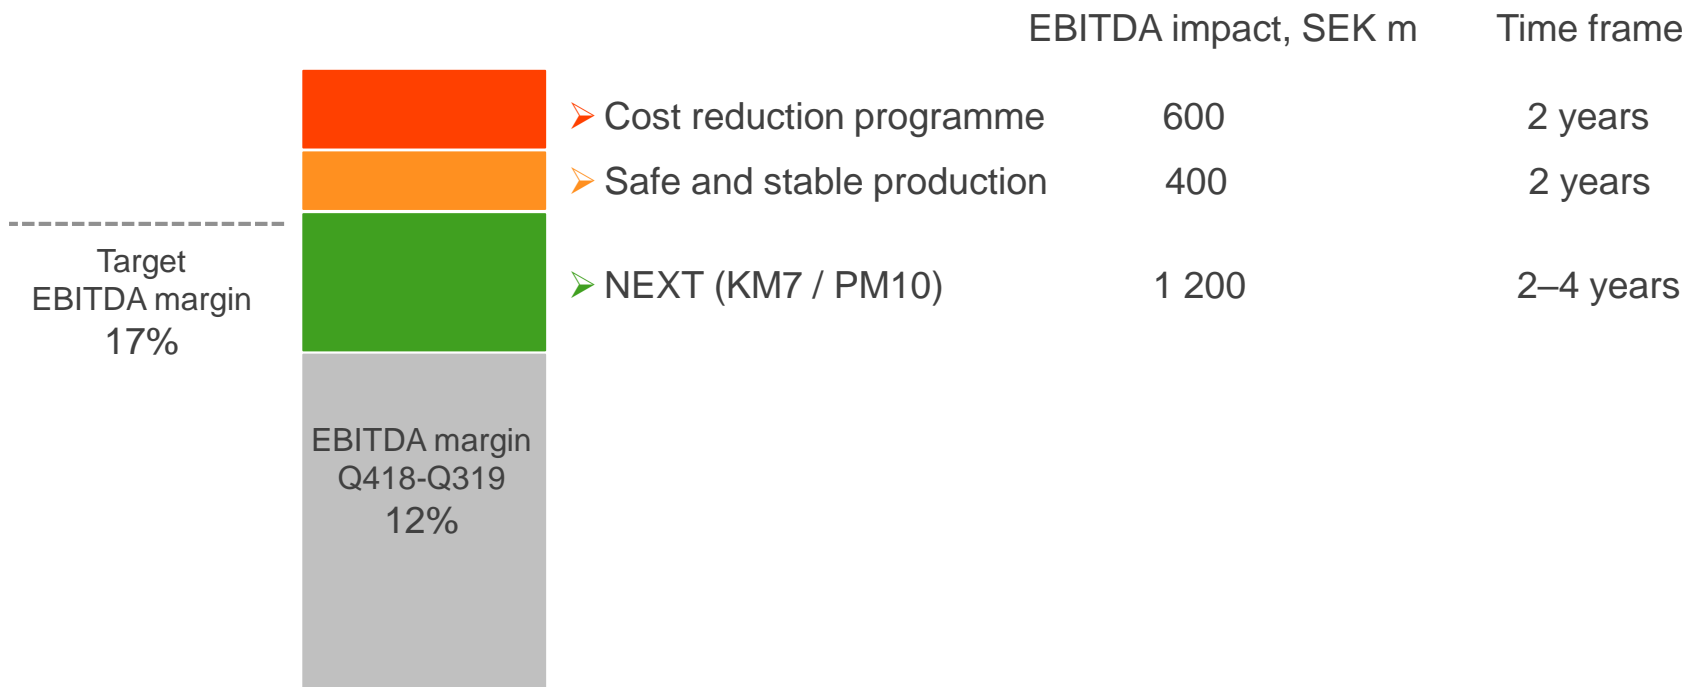 EBITDA impact, SEK m Time frame
Cost reduction programme 600 2 years
Safe and stable production 400 2 years
Target
EBITDA margin
17%
NEXT (KM7 / PM10) 1 200 2–4 years
EBITDA margin
Q418-Q319
12%